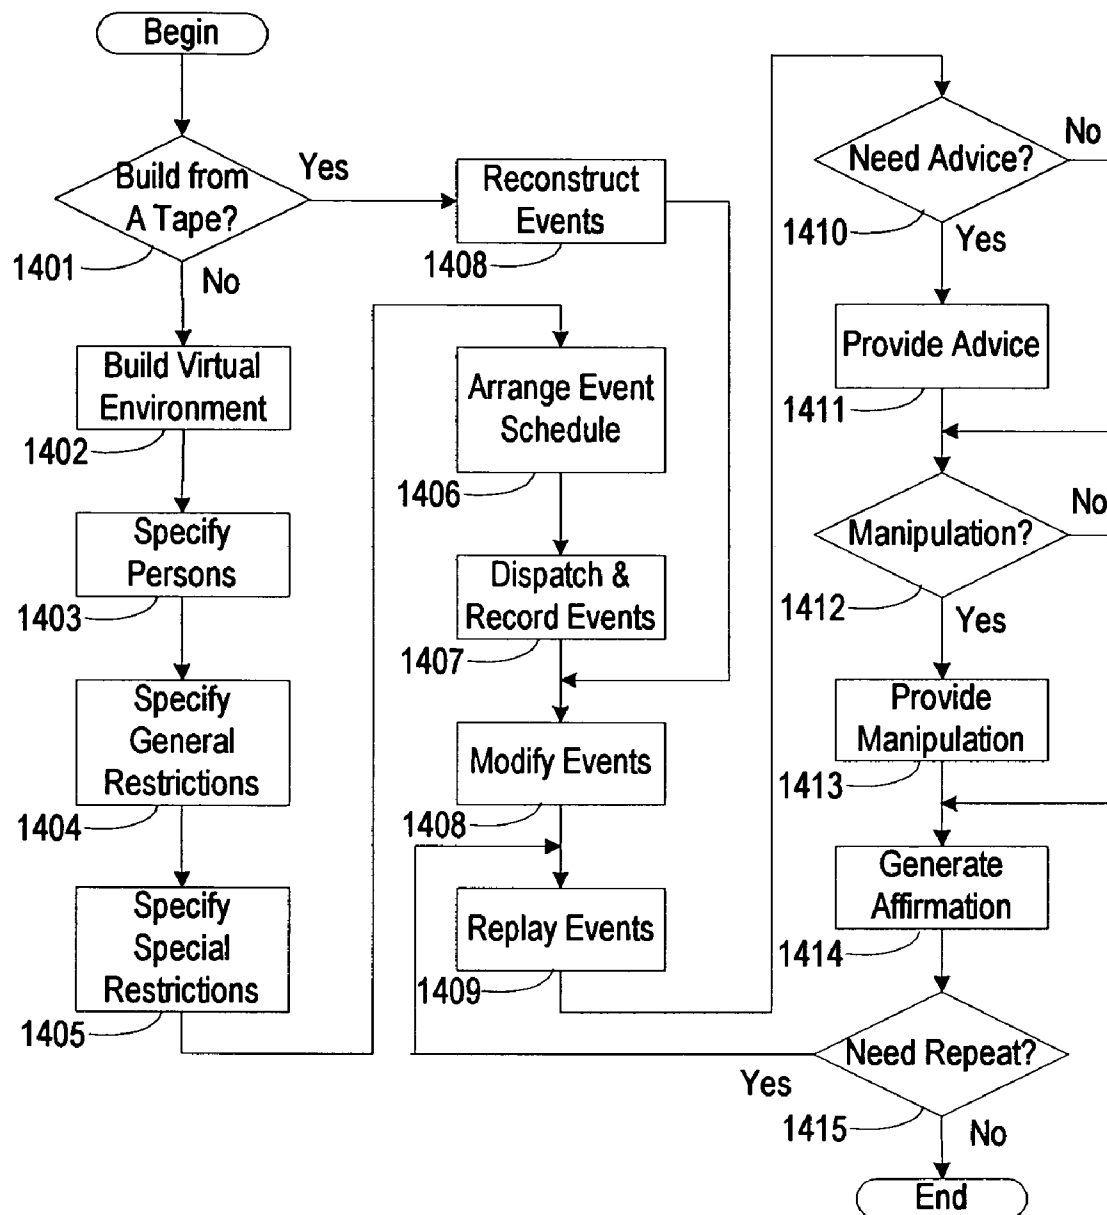 Begin
Build from
A Tape?
Yes
1401
No
Build Virtual
Environment
1402
Specify
Persons
1403
Specify
General
Restrictions
1404
Specify
Special
Restrictions
1405
Reconstruct
Events
1408
Arrange Event
Schedule
1406
Dispatch &
Record Events
1407
Modify Events
1408
Replay Events
1409
Need Advice?
No
1410
Yes
Provide Advice
1411
Manipulation?
No
1412
Yes
Provide
Manipulation
1413
Generate
Affirmation
1414
Need Repeat?
Yes
1415
No
End